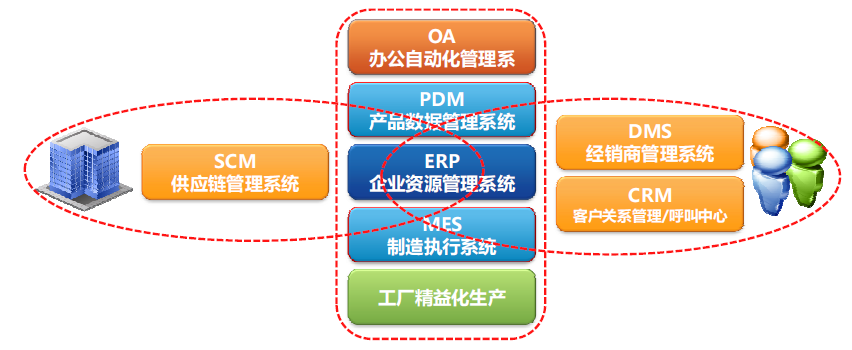 OA
办公自动化管理系
PDM
产品数据管理系统
SCM
供应链管理系统
ERP
企业资源管理系统
DMS
经销商管理系统
CRM
客户关系管理/呼叫中心
MES
制造执行系统
工厂精益化生产